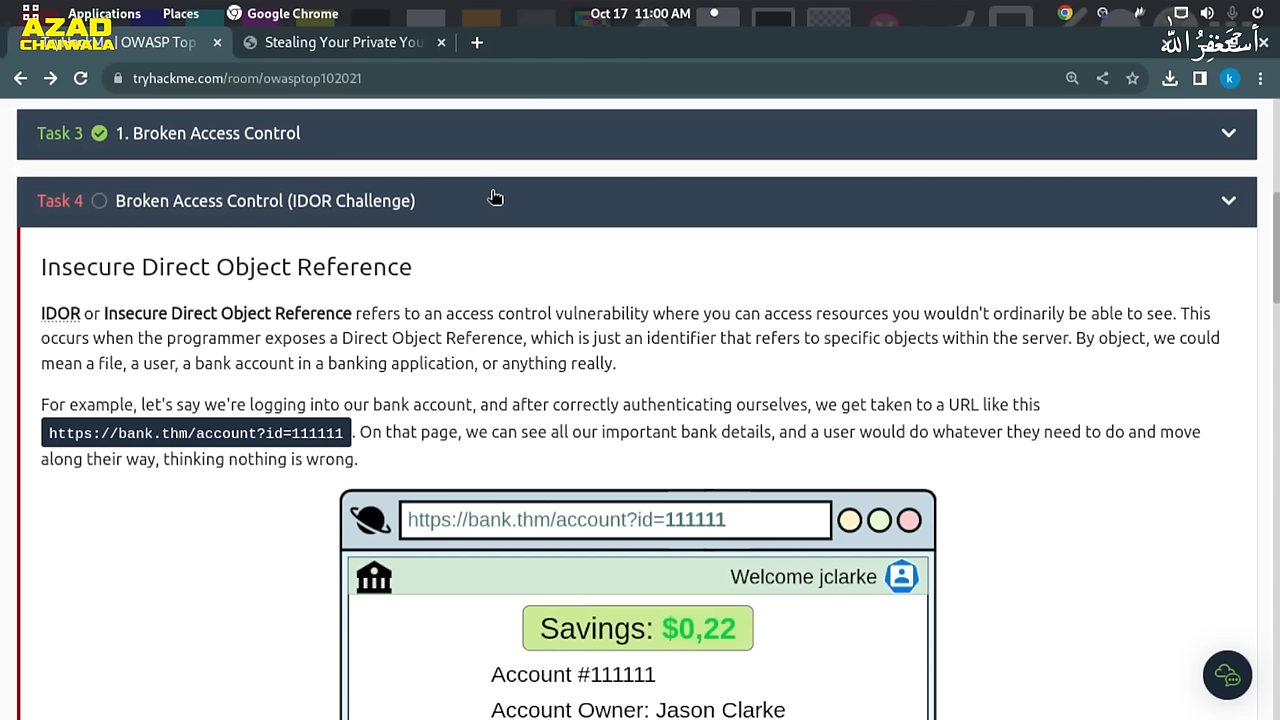 Applications Places Google Chrome Oct 17 11:00 AM
AZAD
CHAIWALA
OWASP Top
Stealing Your Private You
أستغفر الله
tryhackme.com/room/owasptop102021
k
Task 3 1. Broken Access Control
Task 4 Broken Access Control (IDOR Challenge)
Insecure Direct Object Reference
IDOR or Insecure Direct Object Reference refers to an access control vulnerability where you can access resources you wouldn't ordinarily be able to see. This
occurs when the programmer exposes a Direct Object Reference, which is just an identifier that refers to specific objects within the server. By object, we could
mean a file, a user, a bank account in a banking application, or anything really.
For example, let's say we're logging into our bank account, and after correctly authenticating ourselves, we get taken to a URL like this
https://bank.thm/account?id=111111 . On that page, we can see all our important bank details, and a user would do whatever they need to do and move
along their way, thinking nothing is wrong.
https://bank.thm/account?id=111111
Welcome jclarke
Savings: $0,22
Account #111111
Account Owner: Jason Clarke